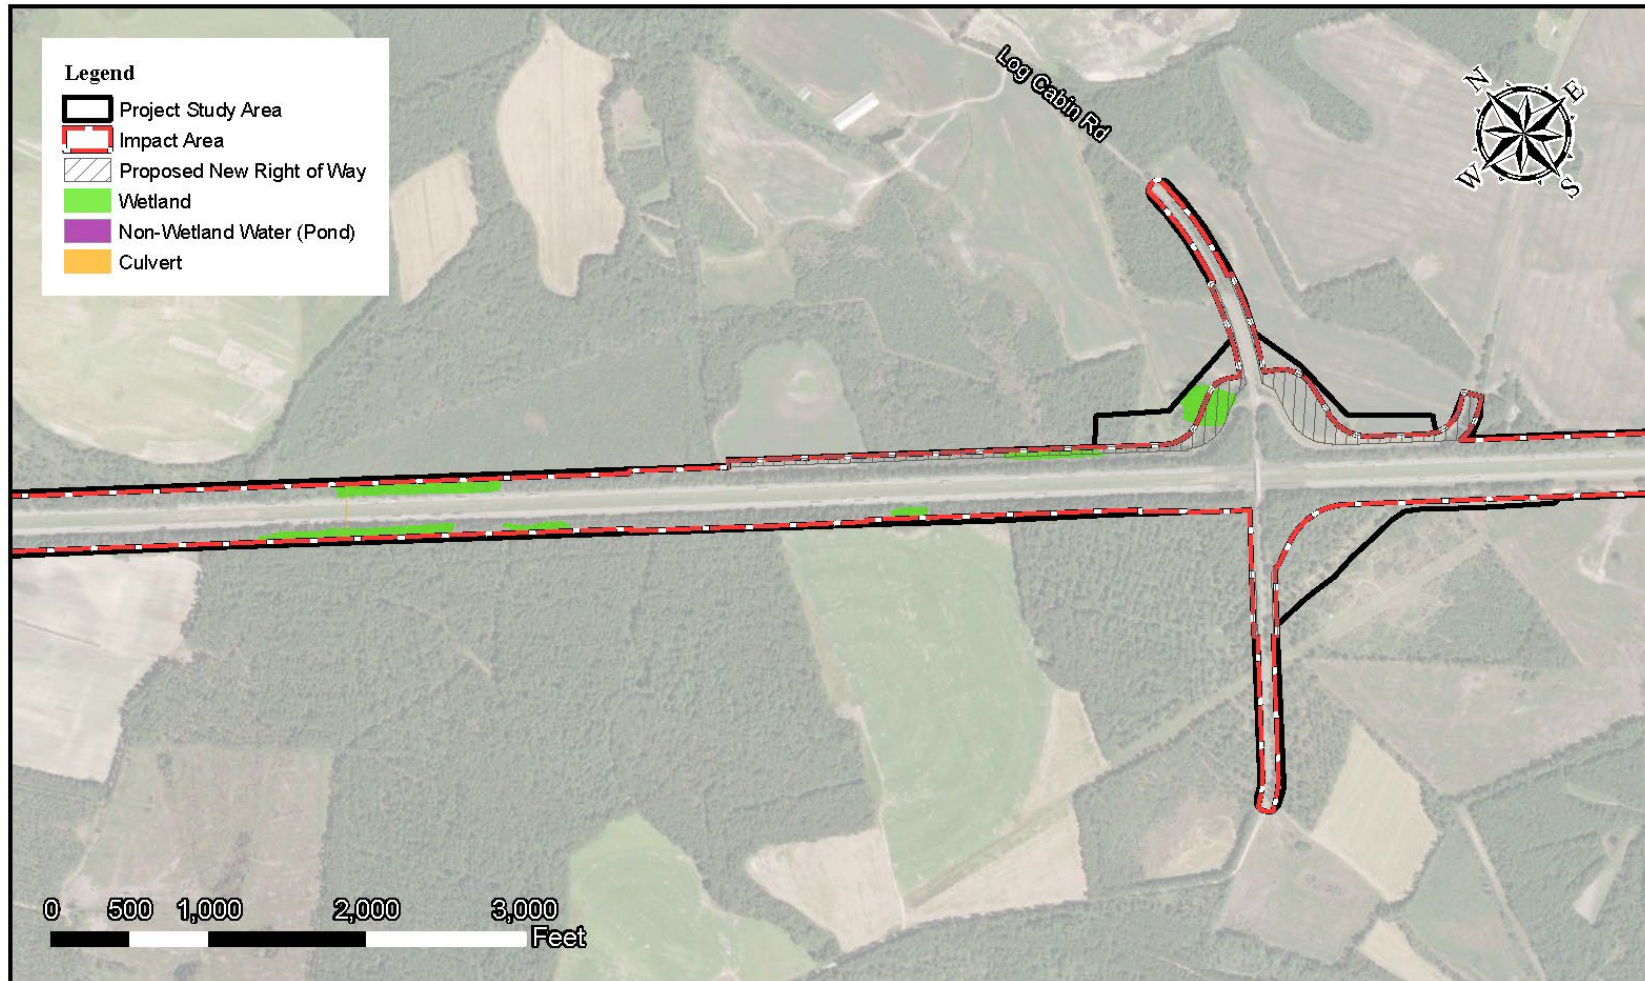 Legend
Project Study Area
Impact Area
Proposed New Right of Way
Wetland
Non-Wetland Water (Pond)
Culvert
Log Cabin Rd
N
E
W
S
0 500 1,000 2,000 3,000
Feet